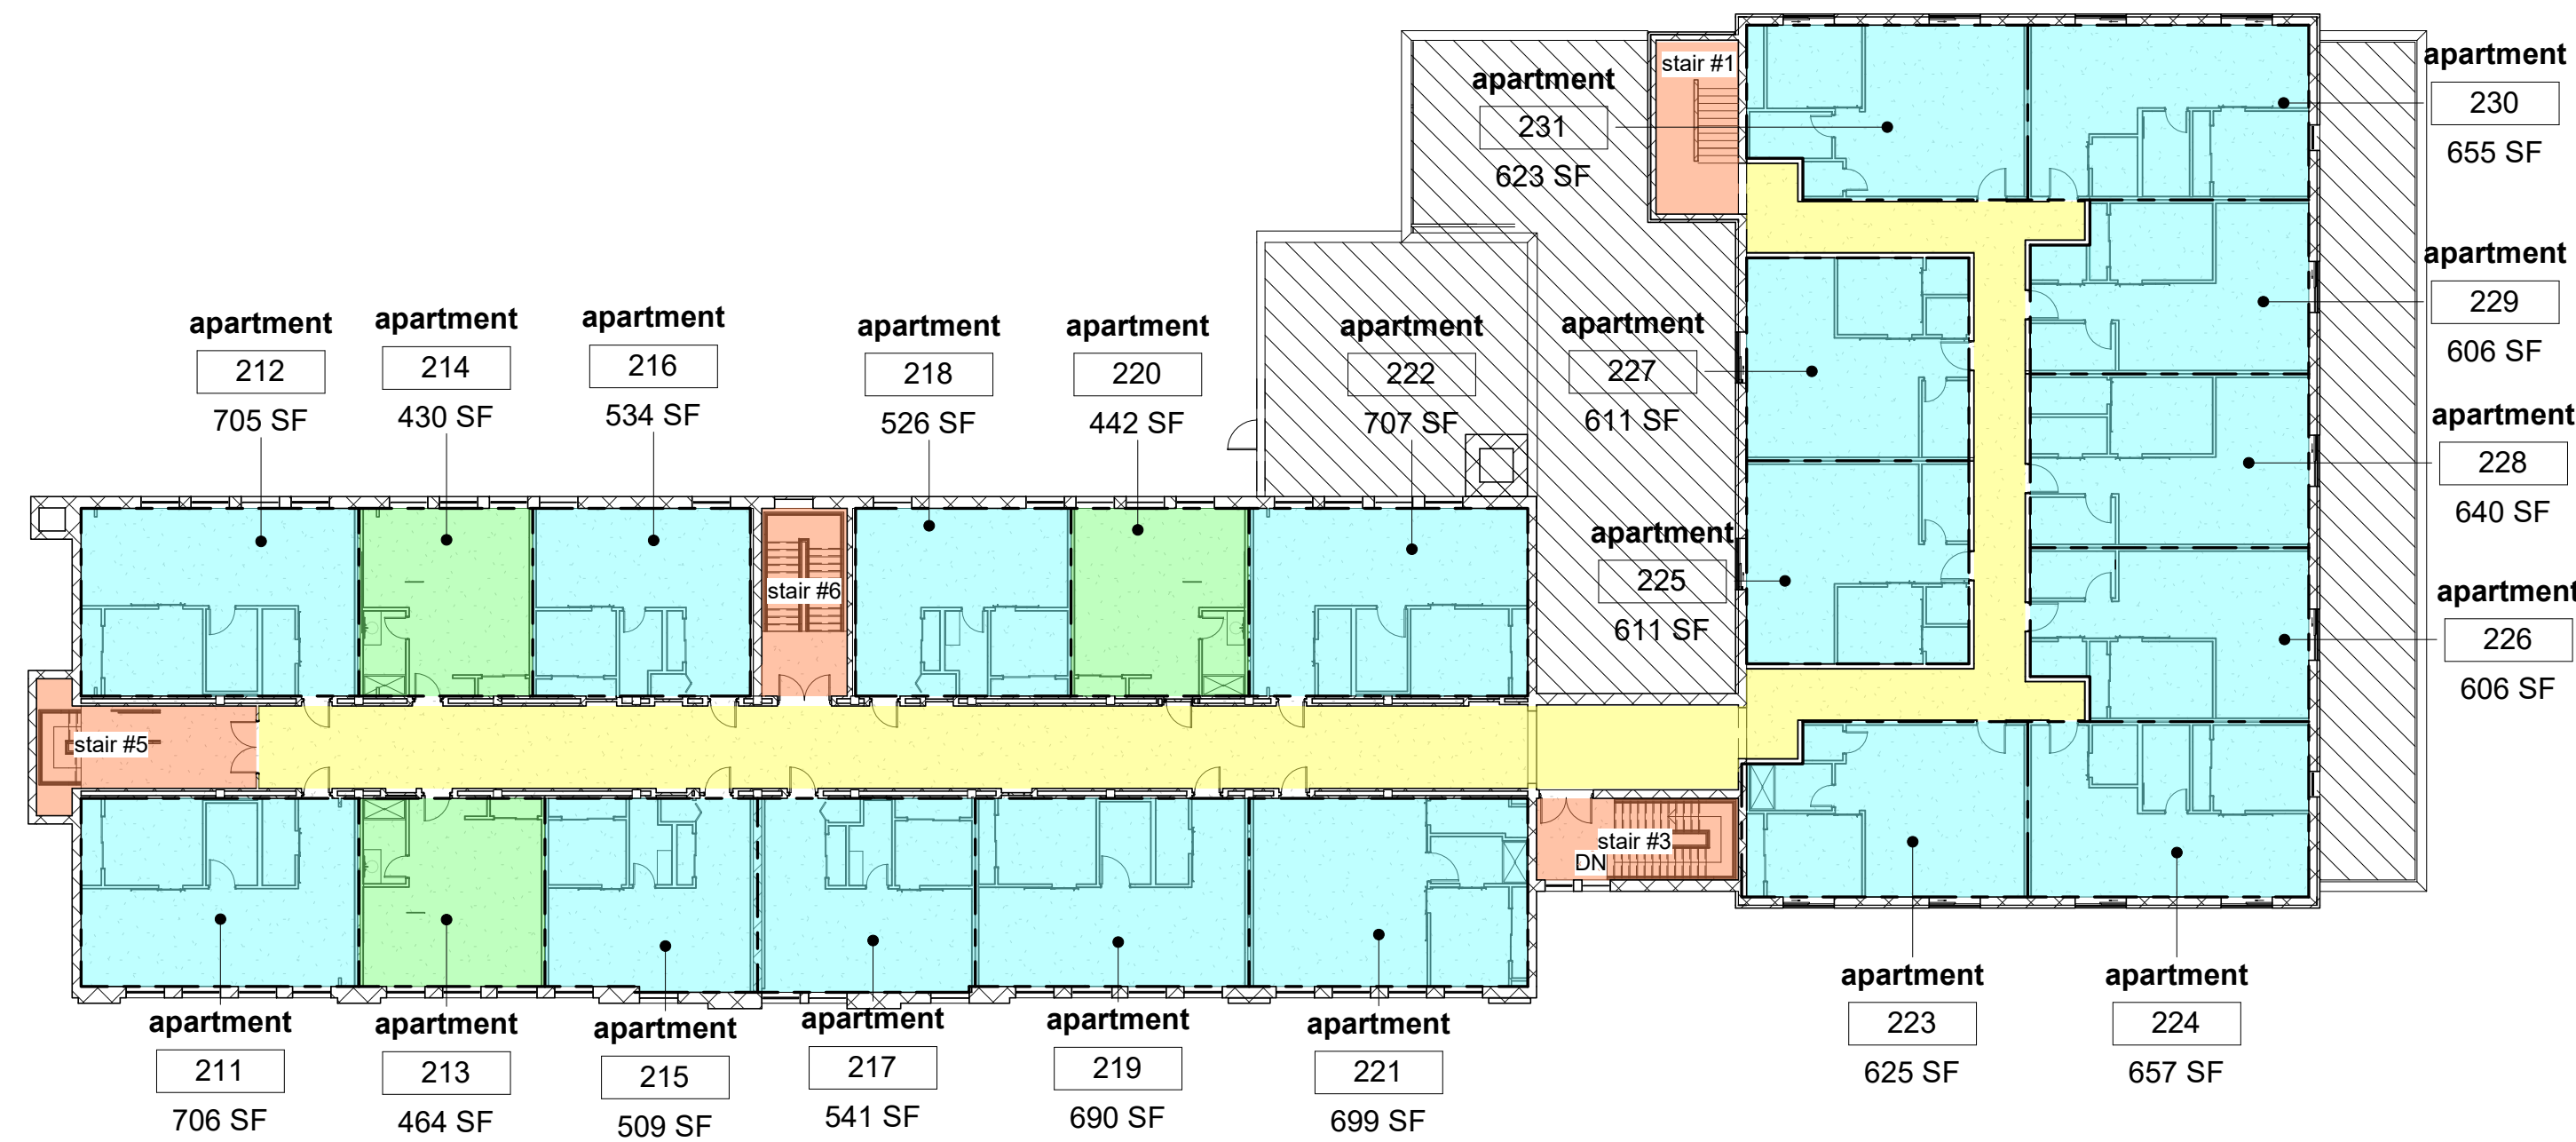 stair #1
apartment
231
623 SF
apartment
230
655 SF
apartment
229
606 SF
apartment
212
705 SF
apartment
214
430 SF
apartment
216
534 SF
apartment
218
526 SF
apartment
220
442 SF
apartment
222
707 SF
apartment
227
611 SF
apartment
228
640 SF
apartment
225
611 SF
apartment
226
606 SF
stair #6
stair #5
stair #3
DN
apartment
211
706 SF
apartment
213
464 SF
apartment
215
509 SF
apartment
217
541 SF
apartment
219
690 SF
apartment
221
699 SF
apartment
223
625 SF
apartment
224
657 SF